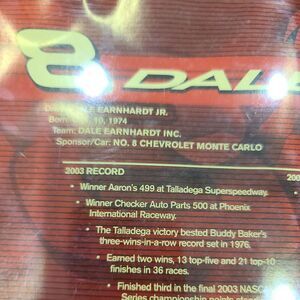 8 DAL
DALE EARNHARDT JR.
Born: 10, 1974
Team: DALE EARNHARDT INC.
Sponsor/Car: NO. 8 CHEVROLET MONTE CARLO
2003 RECORD
• Winner Aaron's 499 at Talladega Superspeedway.
• Winner Checker Auto Parts 500 at Phoenix
International Raceway.
• The Talladega victory bested Buddy Baker's
three-wins-in-a-row record set in 1976.
• Earned two wins, 13 top-five and 21 top-10
finishes in 36 races.
• Finished third in the final 2003 NASC
Series championship points